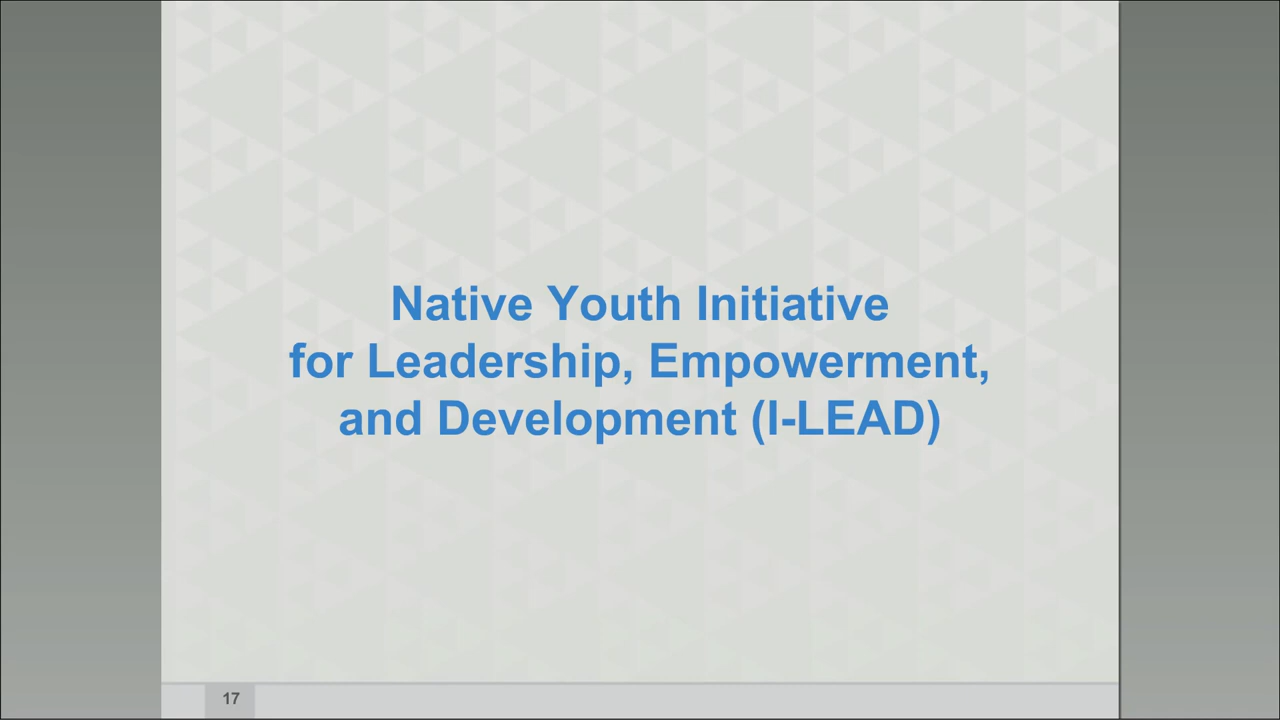 Native Youth Initiative
for Leadership, Empowerment,
and Development (I-LEAD)
17